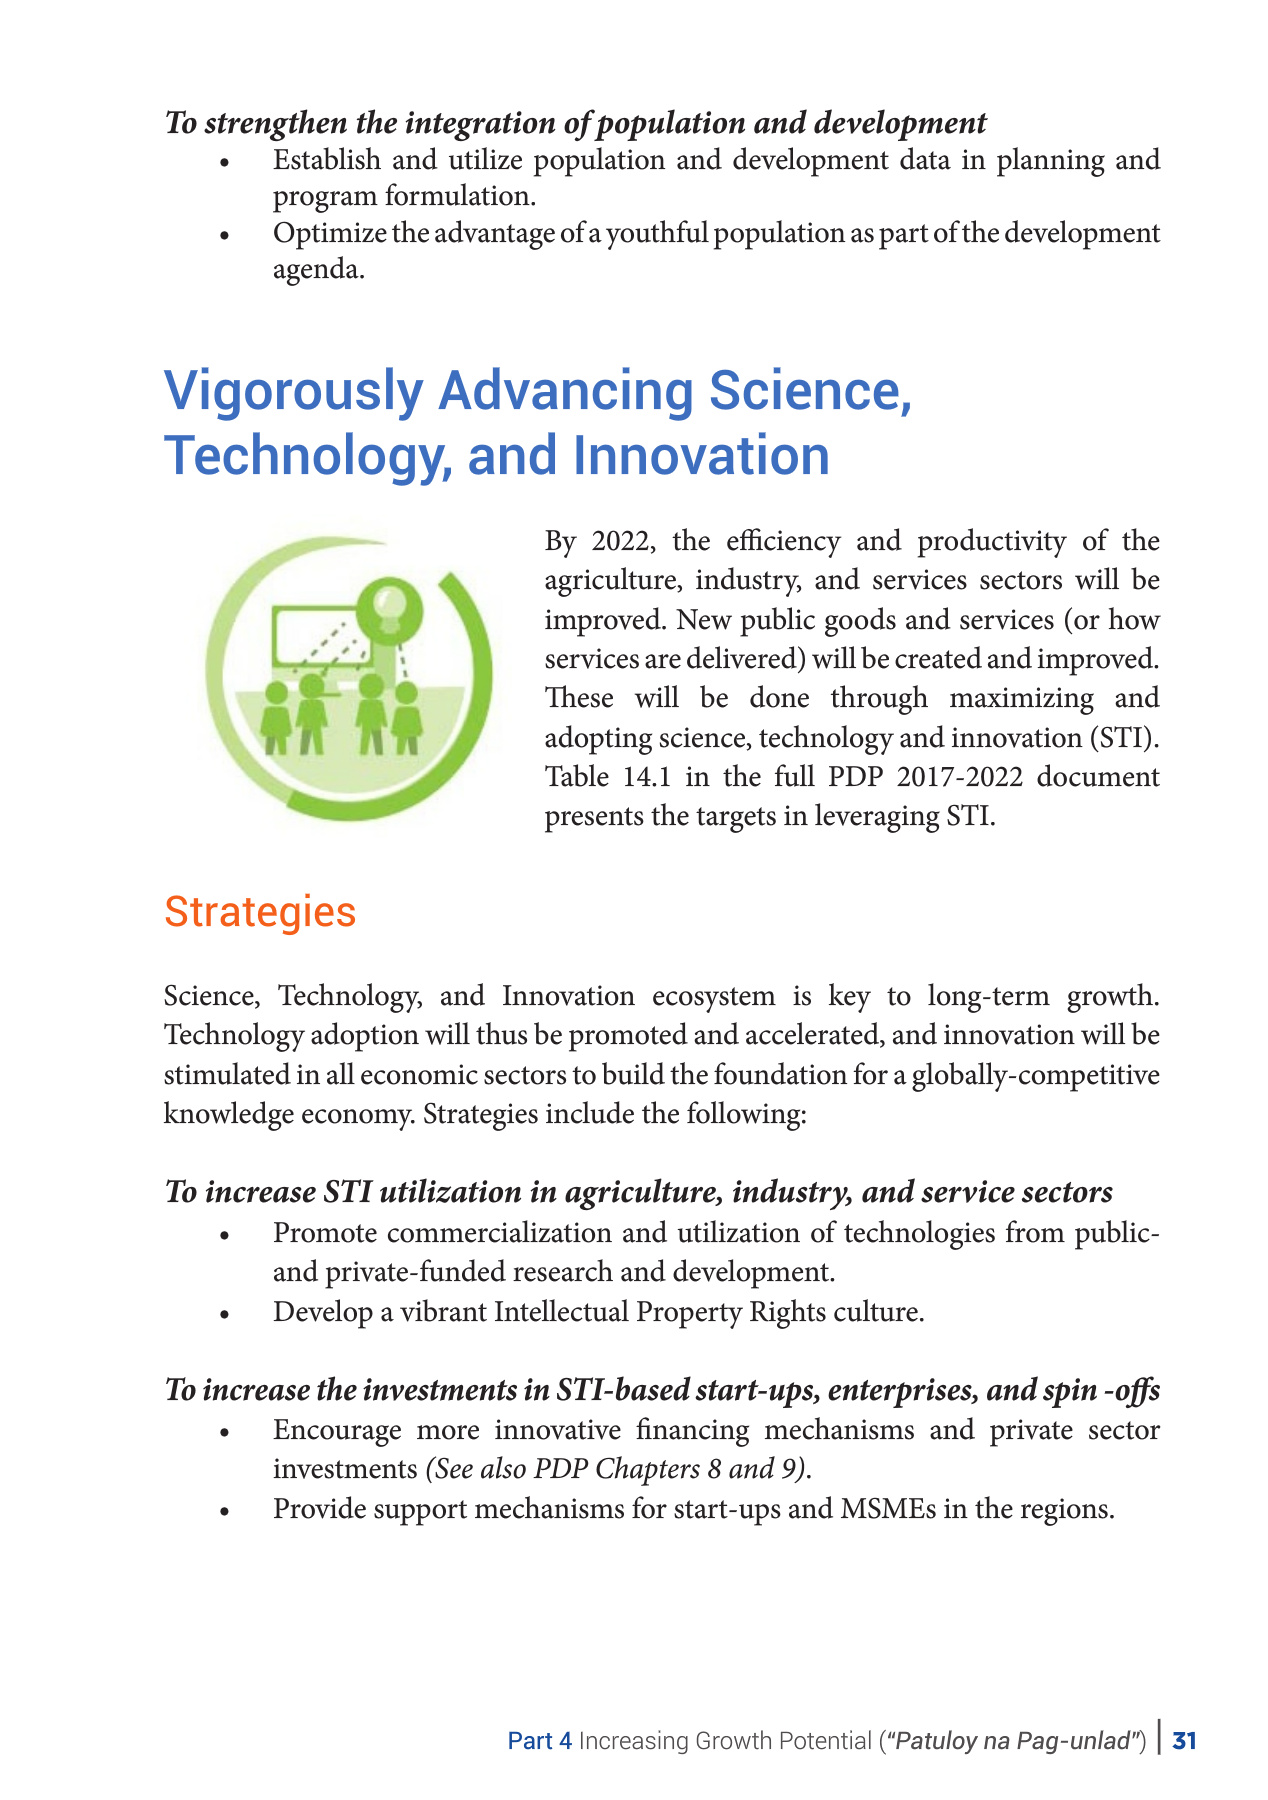 To strengthen the integration of population and development
• Establish and utilize population and development data in planning and
program formulation.
• Optimize the advantage of a youthful population as part of the development
agenda.
Vigorously Advancing Science,
Technology, and Innovation
By 2022, the efficiency and productivity of the
agriculture, industry, and services sectors will be
improved. New public goods and services (or how
services are delivered) will be created and improved.
These will be done through maximizing and
adopting science, technology and innovation (STI).
Table 14.1 in the full PDP 2017-2022 document
presents the targets in leveraging STI.
Strategies
Science, Technology, and Innovation ecosystem is key to long-term growth.
Technology adoption will thus be promoted and accelerated, and innovation will be
stimulated in all economic sectors to build the foundation for a globally-competitive
knowledge economy. Strategies include the following:
To increase STI utilization in agriculture, industry, and service sectors
• Promote commercialization and utilization of technologies from public-
and private-funded research and development.
• Develop a vibrant Intellectual Property Rights culture.
To increase the investments in STI-based start-ups, enterprises, and spin -offs
• Encourage more innovative financing mechanisms and private sector
investments (See also PDP Chapters 8 and 9).
• Provide support mechanisms for start-ups and MSMEs in the regions.
Part 4 Increasing Growth Potential (“Patuloy na Pag-unlad”) | 31